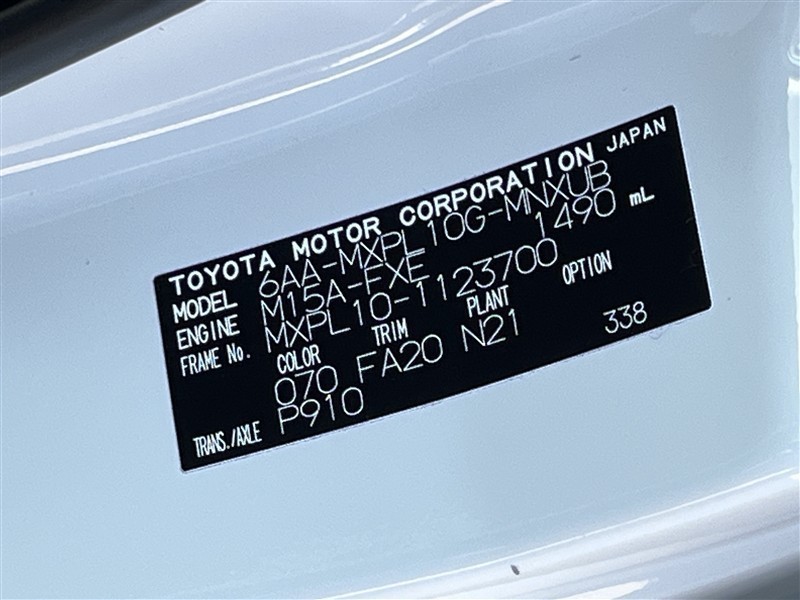 TOYOTA MOTOR CORPORATION JAPAN
MODEL 6AA-MXPL10G-MNXUB
ENGINE M15A-FXE 1490 mL
FRAME No. MXPL10-1123700
COLOR TRIM PLANT OPTION
070 FA20 N21 338
TRANS./AXLE P910